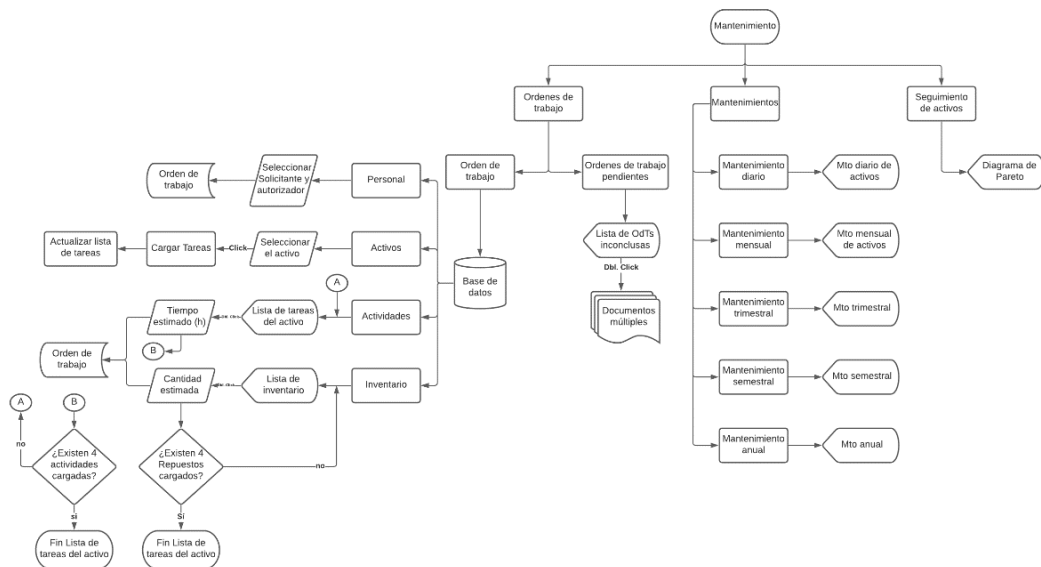 Mantenimiento
Ordenes de
trabajo
Mantenimientos
Seguimiento
de activos
Orden de
trabajo
Seleccionar
Solicitante y
autorizador
Personal
Orden de
trabajo
Ordenes de trabajo
pendientes
Mantenimiento
diario
Mto diario de
activos
Diagrama de
Pareto
Actualizar lista
de tareas
Cargar Tareas
Click
Seleccionar
el activo
Activos
Lista de OdTs
inconclusas
Dbl. Click
Mantenimiento
mensual
Mto mensual
de activos
Base de
datos
A
Tiempo
estimado (h)
Lista de tareas
del activo
Actividades
Documentos
múltiples
Mantenimiento
trimestral
Mto trimestral
B
Orden de
trabajo
Cantidad
estimada
Lista de
inventario
Inventario
Mantenimiento
semestral
Mto semestral
A
B
no
¿Existen 4
actividades
cargadas?
¿Existen 4
Repuestos
cargados?
no
Mantenimiento
anual
Mto anual
si
Sí
Fin Lista de
tareas del activo
Fin Lista de
tareas del activo